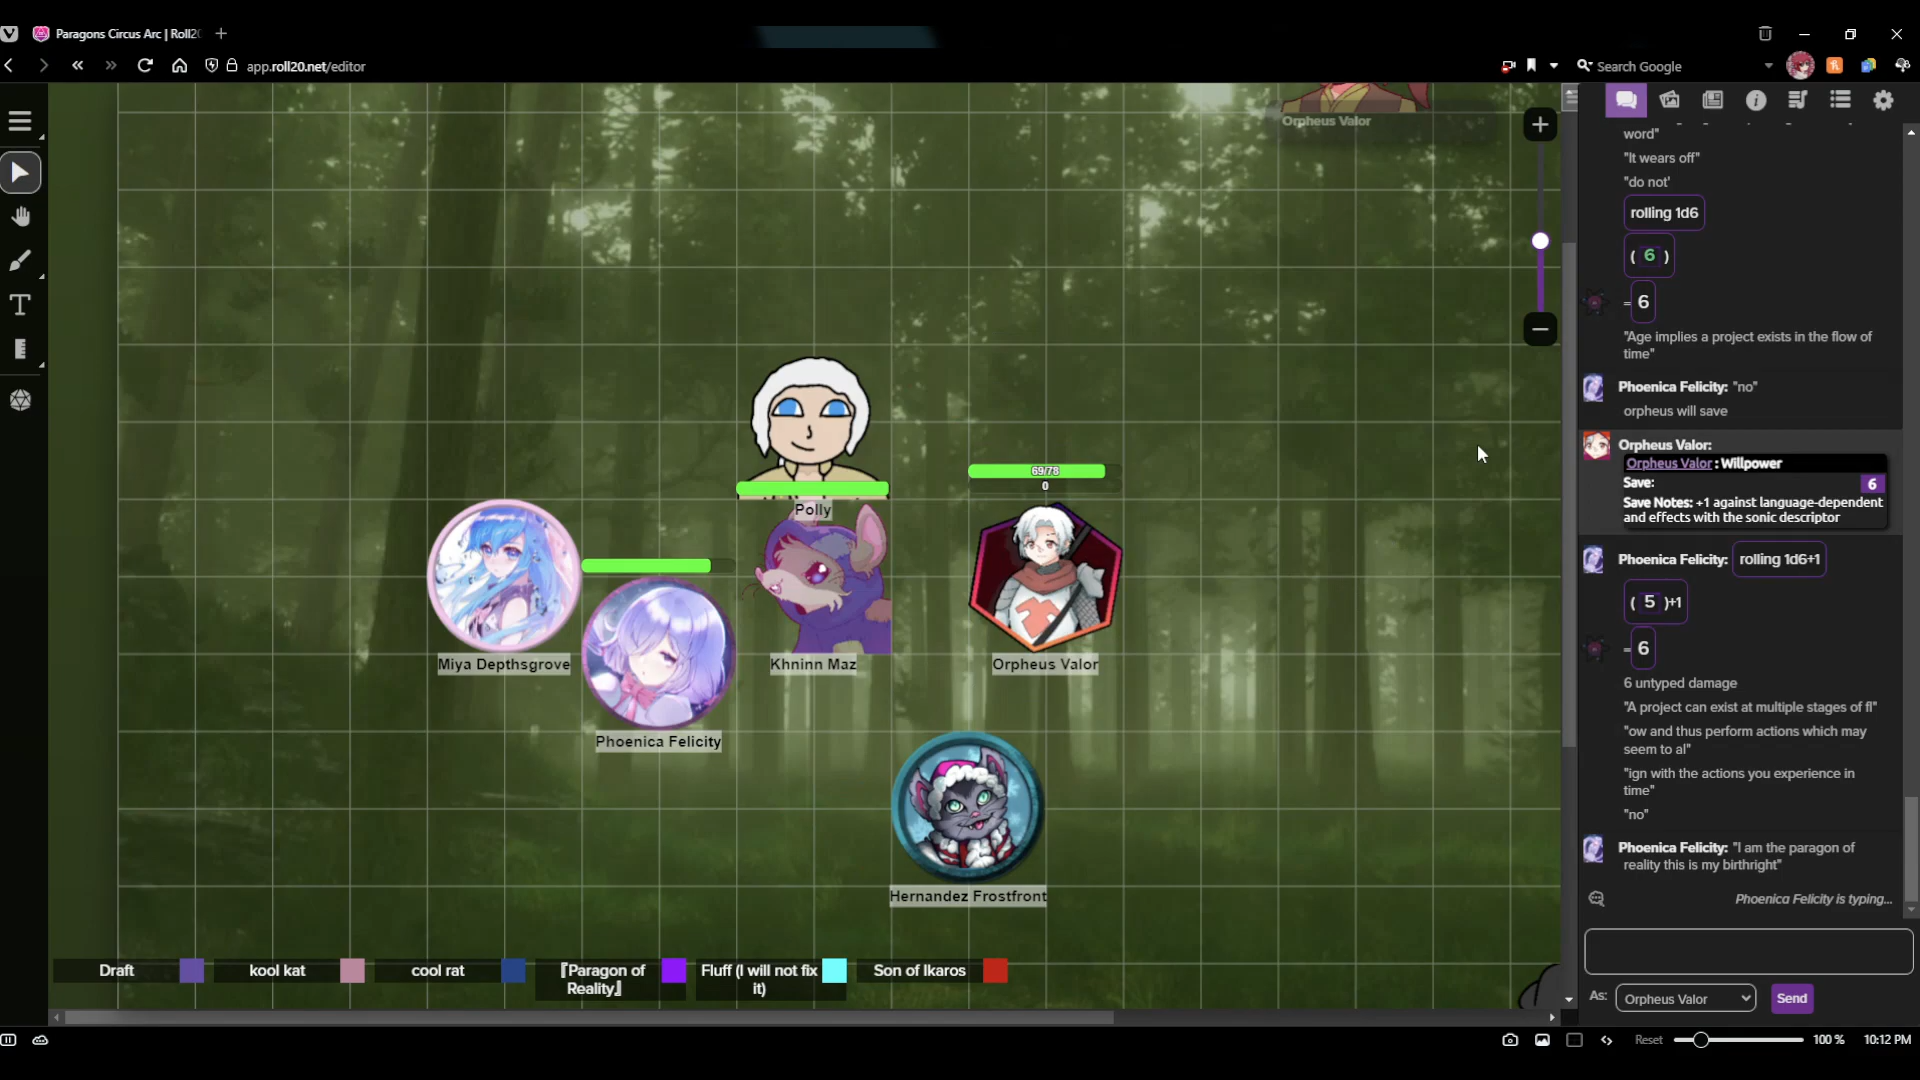 Paragons Circus Arc | Roll20
app.roll20.net/editor
Search Google
Orpheus Valor
69/78
0
Polly
Miya Depthsgrove
Khninn Maz
Orpheus Valor
Phoenica Felicity
Hernandez Frostfront
Draft
kool kat
cool rat
『Paragon of
Reality』
Fluff (I will not fix
it)
Son of Ikaros
word"
"It wears off"
"do not'
rolling 1d6
( 6 )
= 6
"Age implies a project exists in the flow of
time"
Phoenica Felicity: "no"
orpheus will save
Orpheus Valor:
Orpheus Valor : Willpower
Save: 6
Save Notes: +1 against language-dependent
and effects with the sonic descriptor
Phoenica Felicity: rolling 1d6+1
( 5 )+1
= 6
6 untyped damage
"A project can exist at multiple stages of fl"
"ow and thus perform actions which may
seem to al"
"ign with the actions you experience in
time"
"no"
Phoenica Felicity: "I am the paragon of
reality this is my birthright"
Phoenica Felicity is typing...
As: Orpheus Valor Send
Reset 100 % 10:12 PM